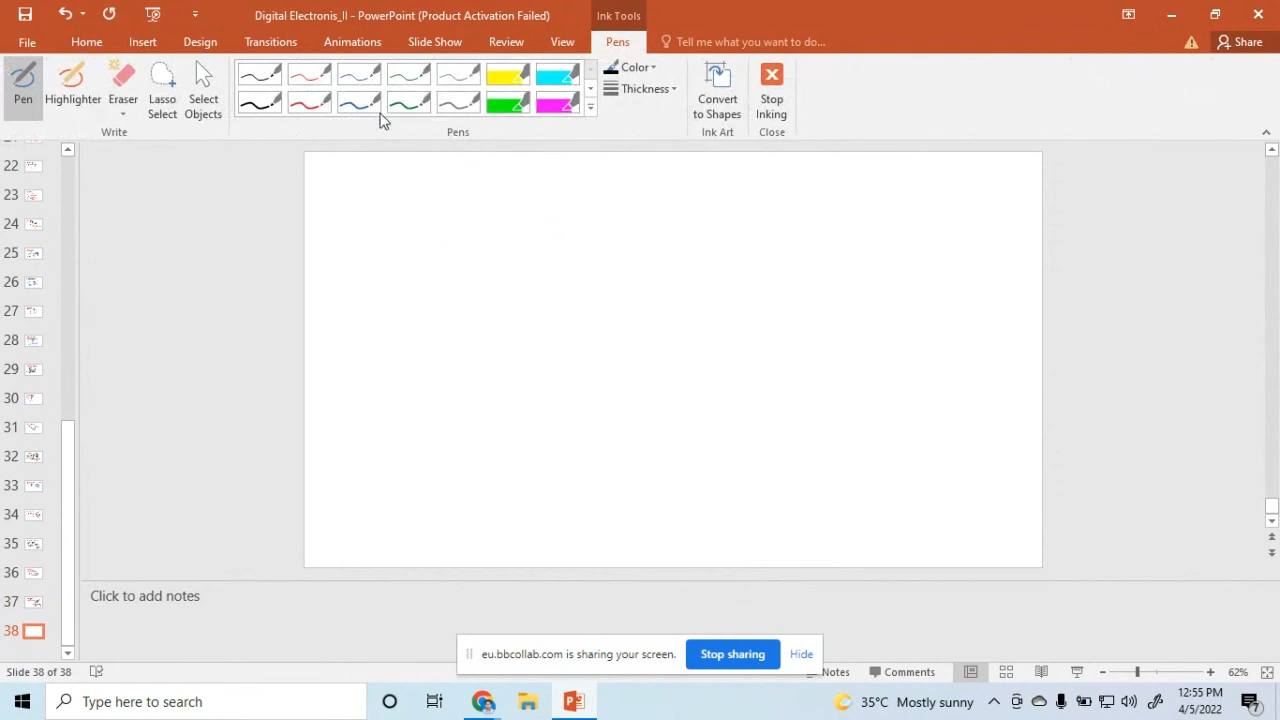 Digital Electronis_II - PowerPoint (Product Activation Failed)
Ink Tools
File
Home
Insert
Design
Transitions
Animations
Slide Show
Review
View
Pens
Tell me what you want to do...
Share
Pen
Highlighter
Eraser
Lasso
Select
Select
Objects
Color
Thickness
Convert
to Shapes
Stop
Inking
Write
Pens
Ink Art
Close
22
23
24
25
26
27
28
29
30
31
32
33
34
35
36
37
38
Click to add notes
eu.bbcollab.com is sharing your screen.
Stop sharing
Hide
Slide 38 of 38
Notes
Comments
62%
Type here to search
35°C Mostly sunny
12:55 PM
4/5/2022
7